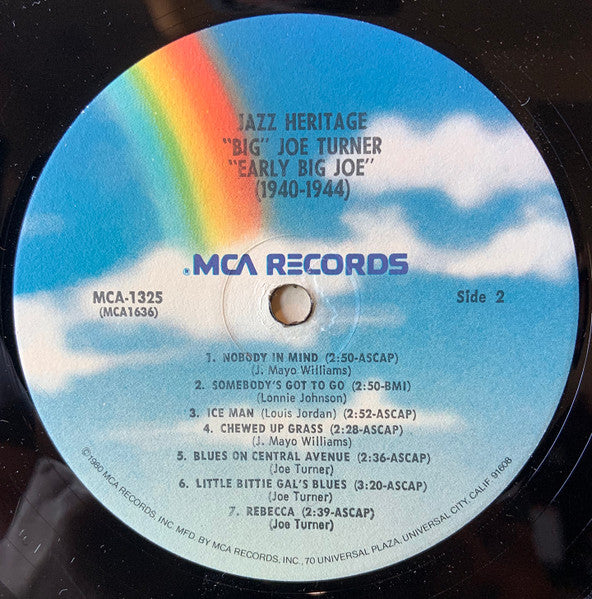 JAZZ HERITAGE
"BIG" JOE TURNER
"EARLY BIG JOE"
(1940-1944)
®MCA RECORDS
MCA-1325
(MCA1636)
Side 2
1. NOBODY IN MIND (2:50-ASCAP)
(J. Mayo Williams)
2. SOMEBODY'S GOT TO GO (2:50-BMI)
(Lonnie Johnson)
3. ICE MAN (Louis Jordan) (2:52-ASCAP)
4. CHEWED UP GRASS (2:28-ASCAP)
(J. Mayo Williams)
5. BLUES ON CENTRAL AVENUE (2:36-ASCAP)
(Joe Turner)
6. LITTLE BITTIE GAL'S BLUES (3:20-ASCAP)
(Joe Turner)
7. REBECCA (2:39-ASCAP)
(Joe Turner)
©1980 MCA RECORDS, INC. MFD. BY MCA RECORDS, INC., 70 UNIVERSAL PLAZA, UNIVERSAL CITY, CALIF. 91608